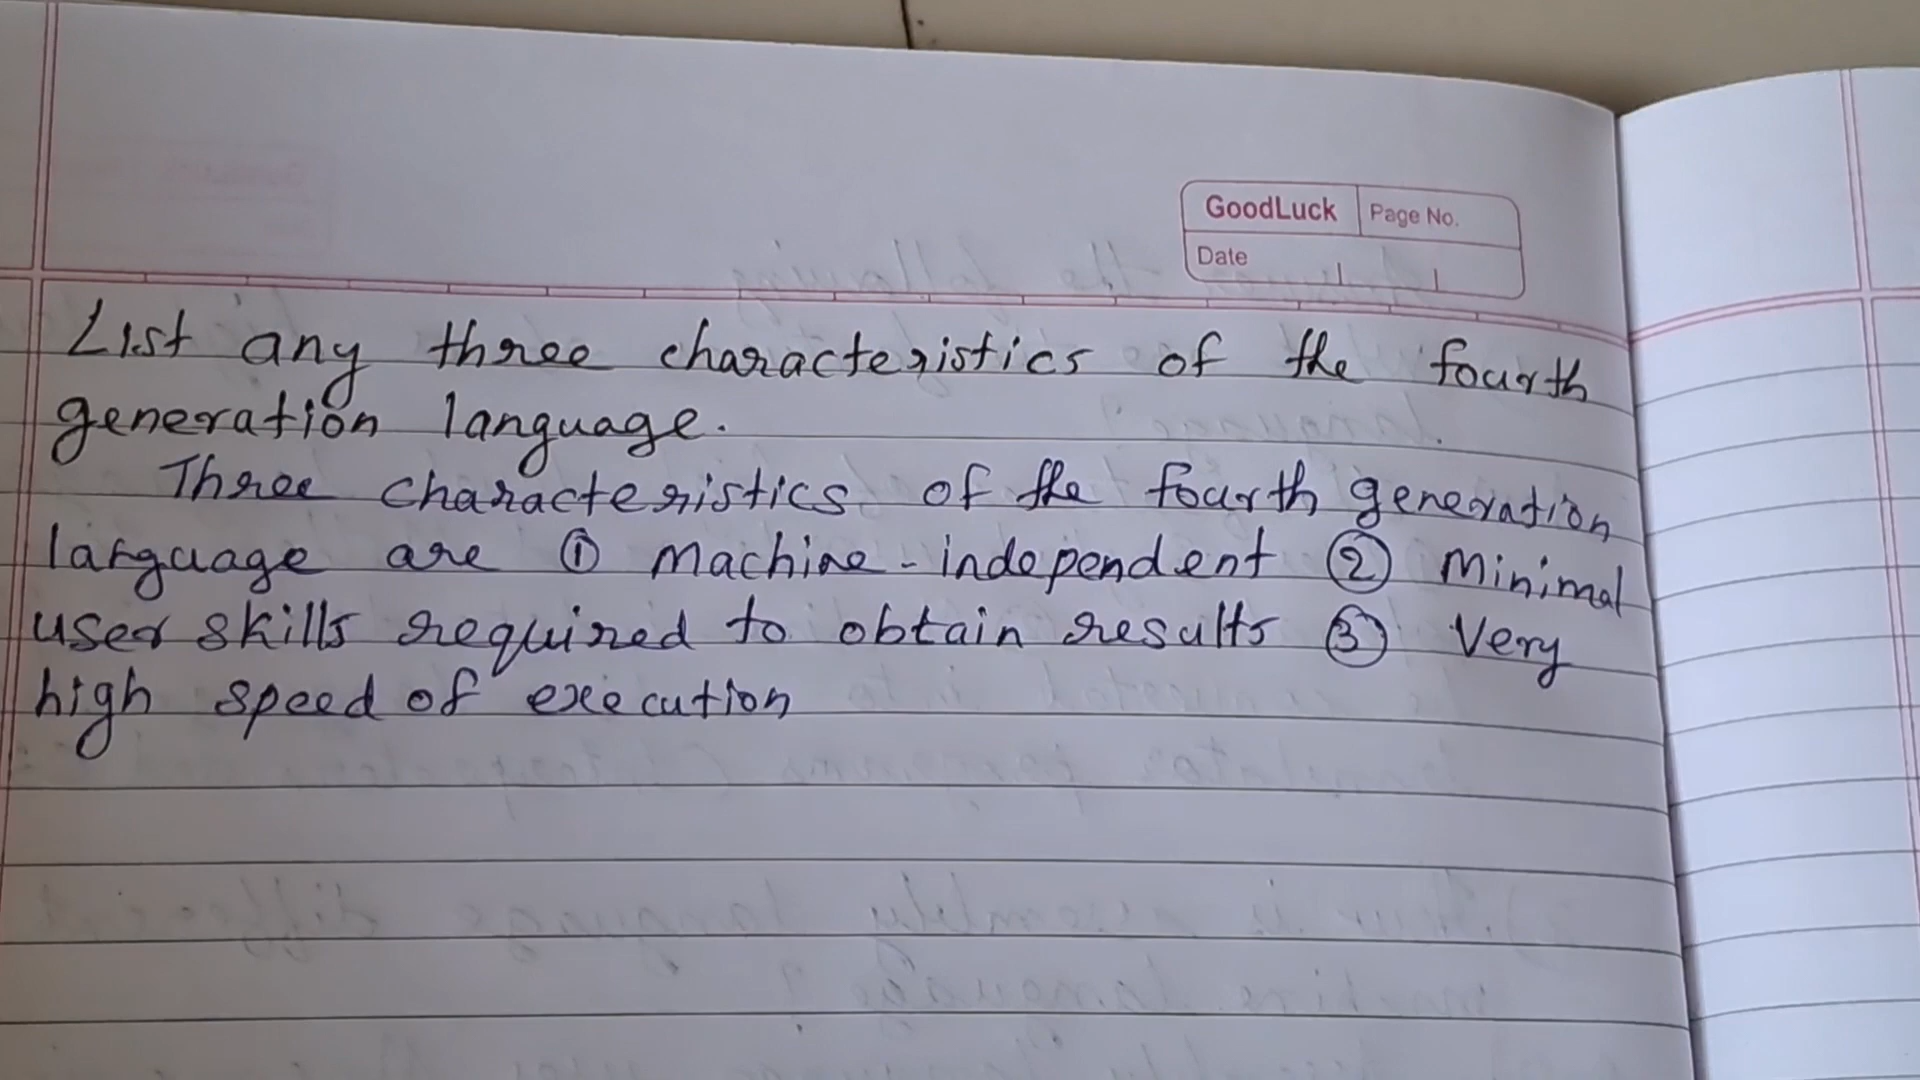 GoodLuck Page No.
Date
List any three characteristics of the fourth
generation language.
Three characteristics of the fourth generation
language are ① Machine-independent ② Minimal
user skills required to obtain results ③ Very
high speed of execution